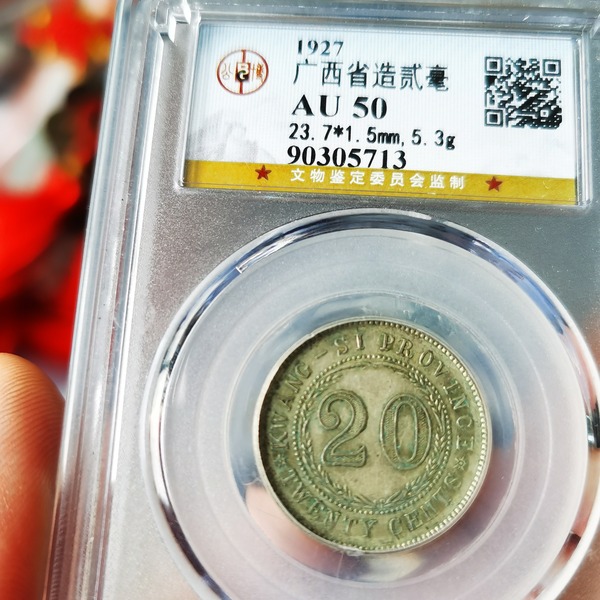 1927
广西省造贰毫
AU 50
23.7*1.5mm,5.3g
90305713
文物鉴定委员会监制
KWANG-SI PROVINCE
20
TWENTY CENTS